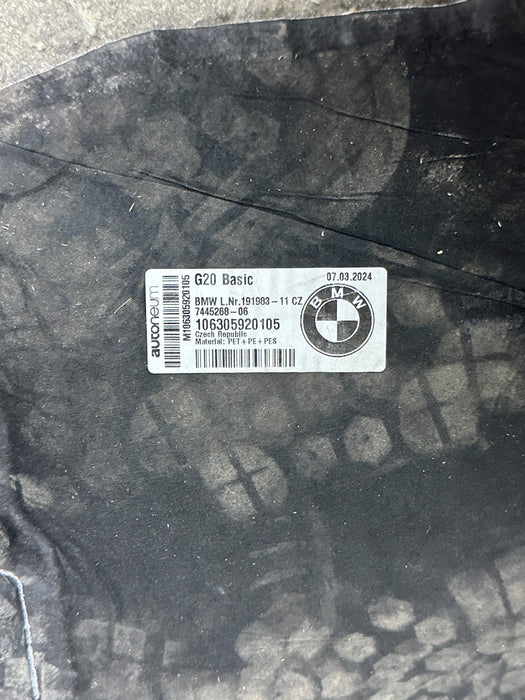 autoneum
M106305920105
G20 Basic
07.03.2024
BMW L.Nr.191983-11 CZ
7445268-06
106305920105
Czech Republic
Material: PET+PE+PES
BMW